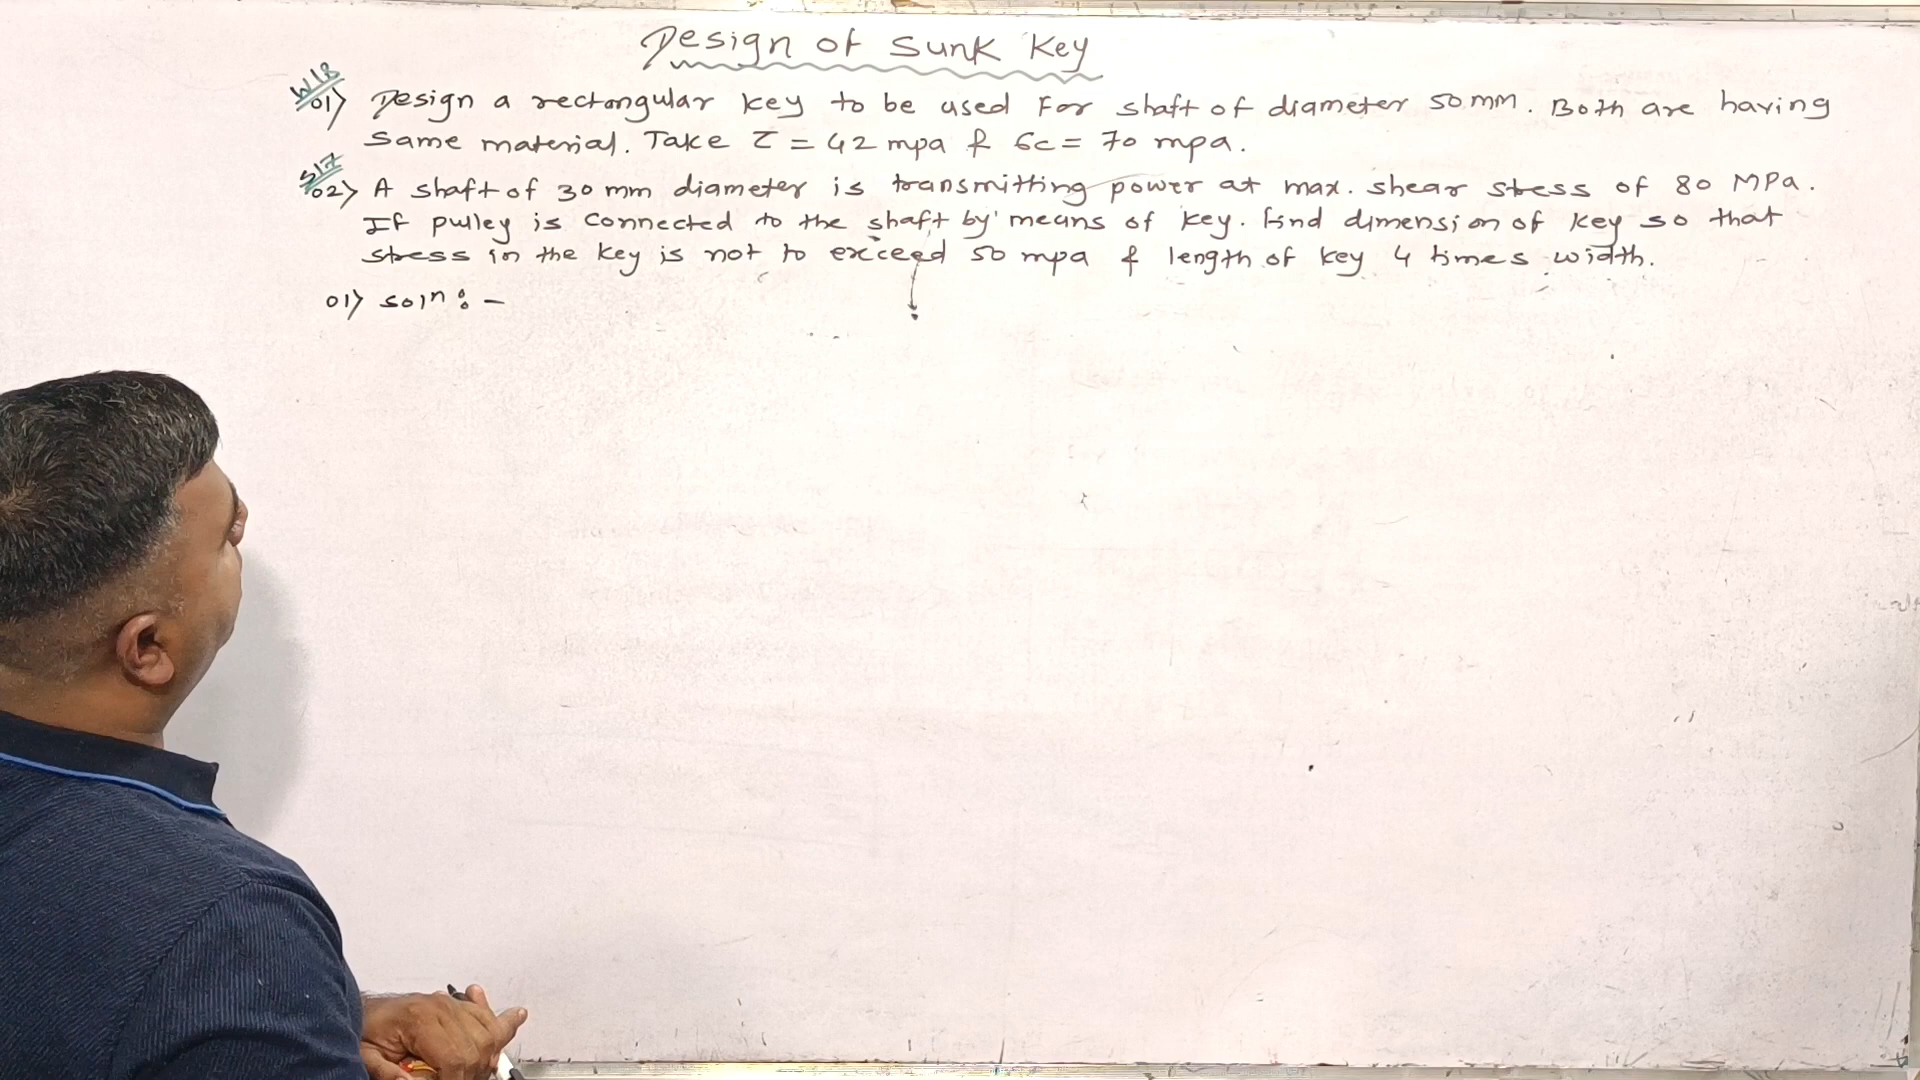 Design of Sunk Key
W18
01) Design a rectangular key to be used For shaft of diameter 50mm. Both are having
same material. Take τ = 42 mpa & σc = 70 mpa.
S17
02) A shaft of 30 mm diameter is transmitting power at max. shear stress of 80 MPa.
If pulley is connected to the shaft by means of key. find dimension of key so that
stress in the key is not to exceed 50 mpa & length of key 4 times width.
01) soln :-